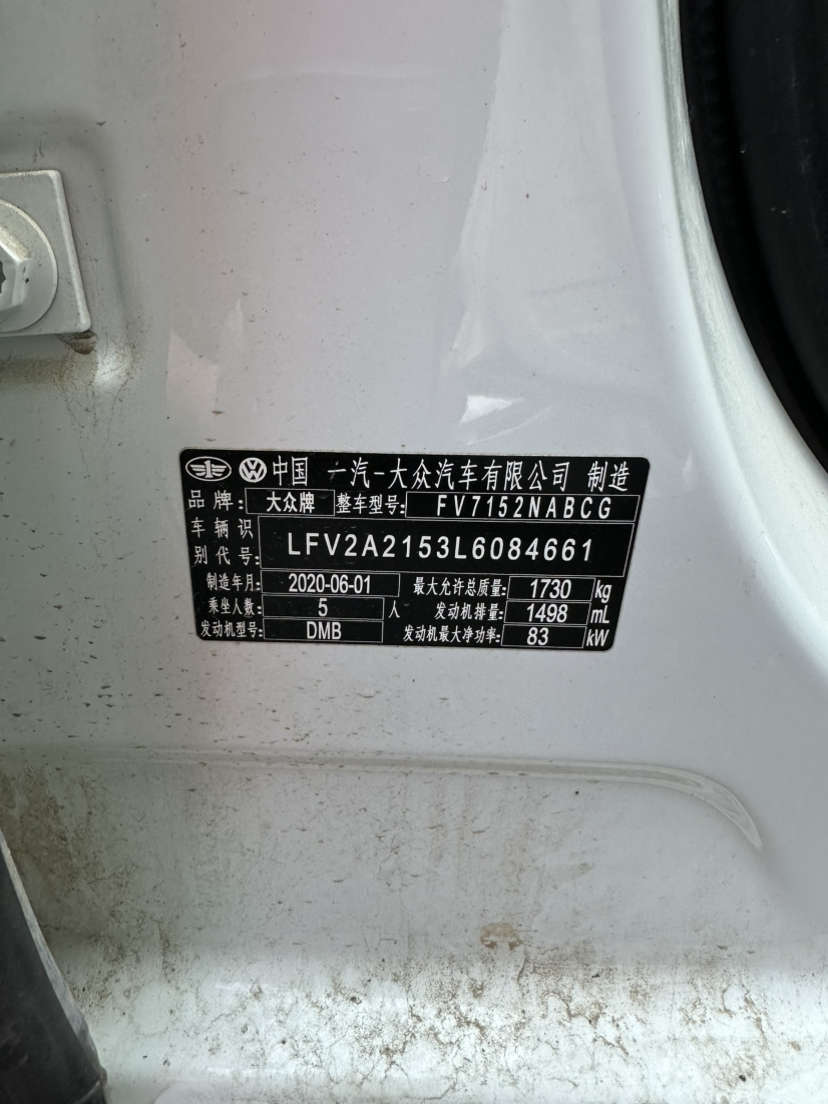 中国 一汽-大众汽车有限公司 制造
品牌: 大众牌 整车型号: FV7152NABCG
车辆识别代号: LFV2A2153L6084661
制造年月: 2020-06-01 最大允许总质量: 1730 kg
乘坐人数: 5 人 发动机排量: 1498 mL
发动机型号: DMB 发动机最大净功率: 83 kW